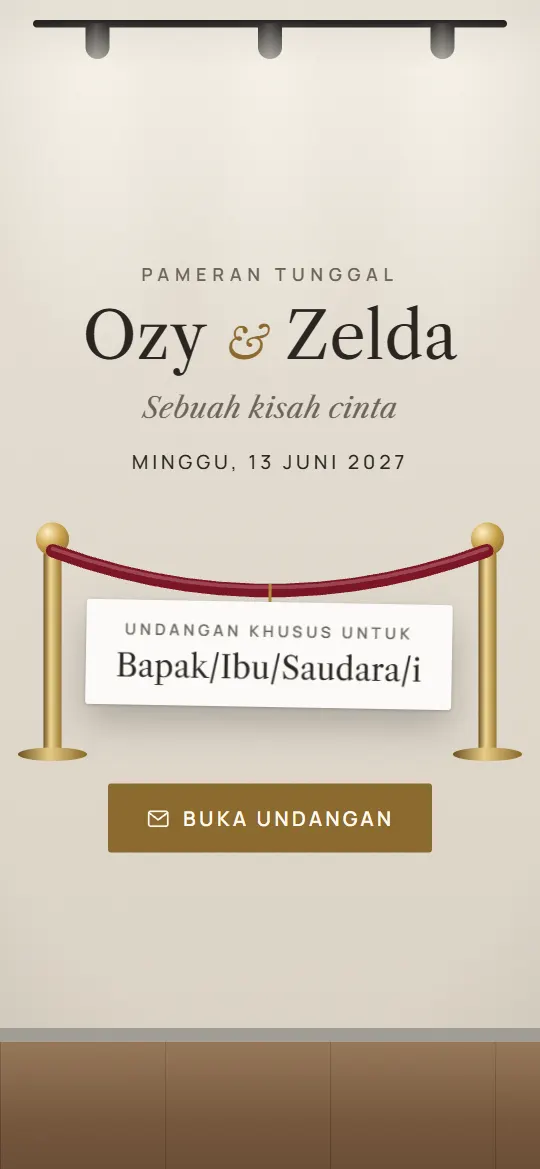 PAMERAN TUNGGAL
Ozy & Zelda
Sebuah kisah cinta
MINGGU, 13 JUNI 2027
UNDANGAN KHUSUS UNTUK
Bapak/Ibu/Saudara/i
BUKA UNDANGAN